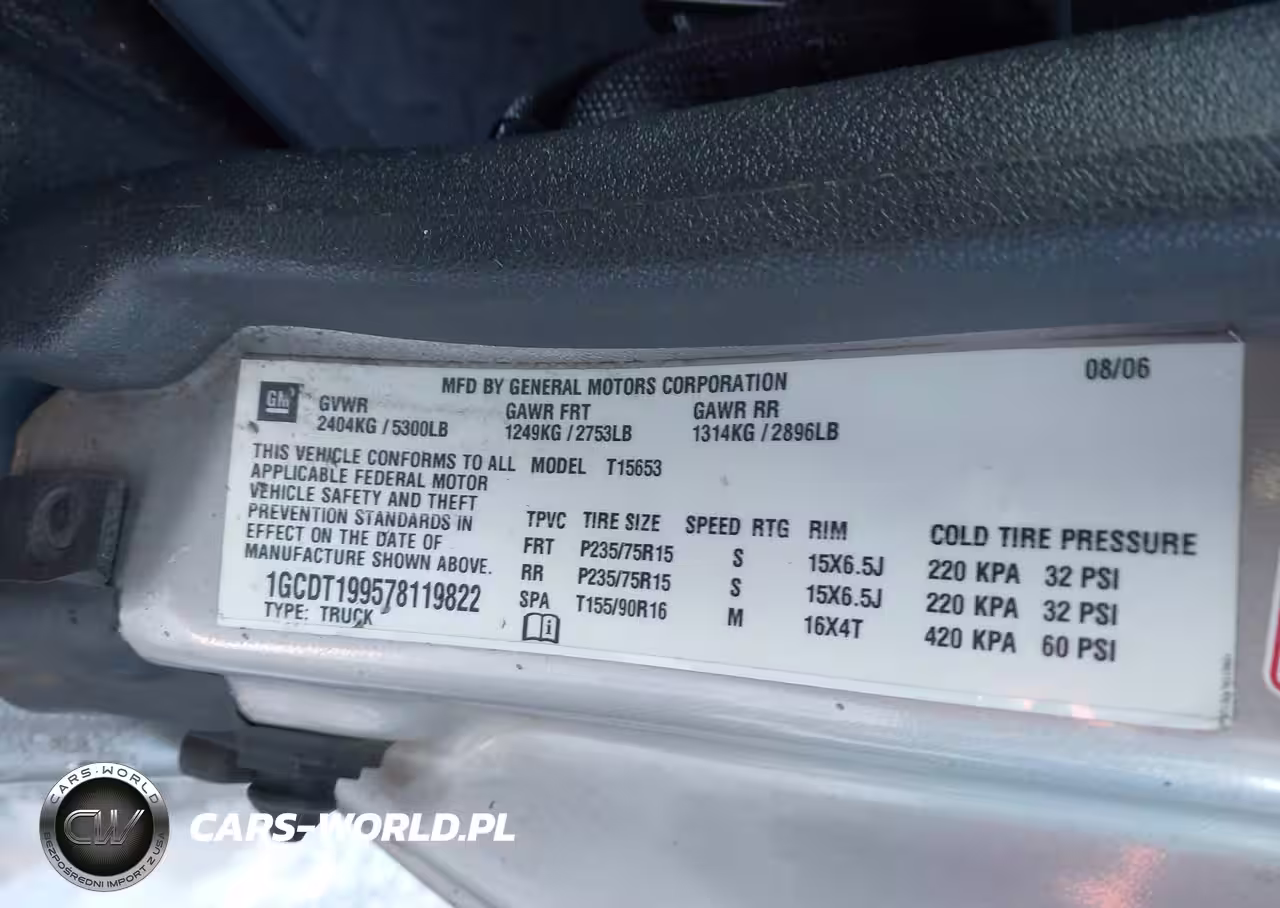 08/06
MFD BY GENERAL MOTORS CORPORATION
GM
GVWR GAWR FRT GAWR RR
2404KG / 5300LB 1249KG / 2753LB 1314KG / 2896LB
THIS VEHICLE CONFORMS TO ALL
APPLICABLE FEDERAL MOTOR
VEHICLE SAFETY AND THEFT
PREVENTION STANDARDS IN
EFFECT ON THE DATE OF
MANUFACTURE SHOWN ABOVE.
1GCDT199578119822
TYPE: TRUCK
MODEL T15653
TPVC TIRE SIZE SPEED RTG RIM COLD TIRE PRESSURE
FRT P235/75R15 S 15X6.5J 220 KPA 32 PSI
RR P235/75R15 S 15X6.5J 220 KPA 32 PSI
SPA T155/90R16 M 16X4T 420 KPA 60 PSI
i
CARS-WORLD
CW
BEZPOŚREDNI IMPORT Z USA
CARS-WORLD.PL